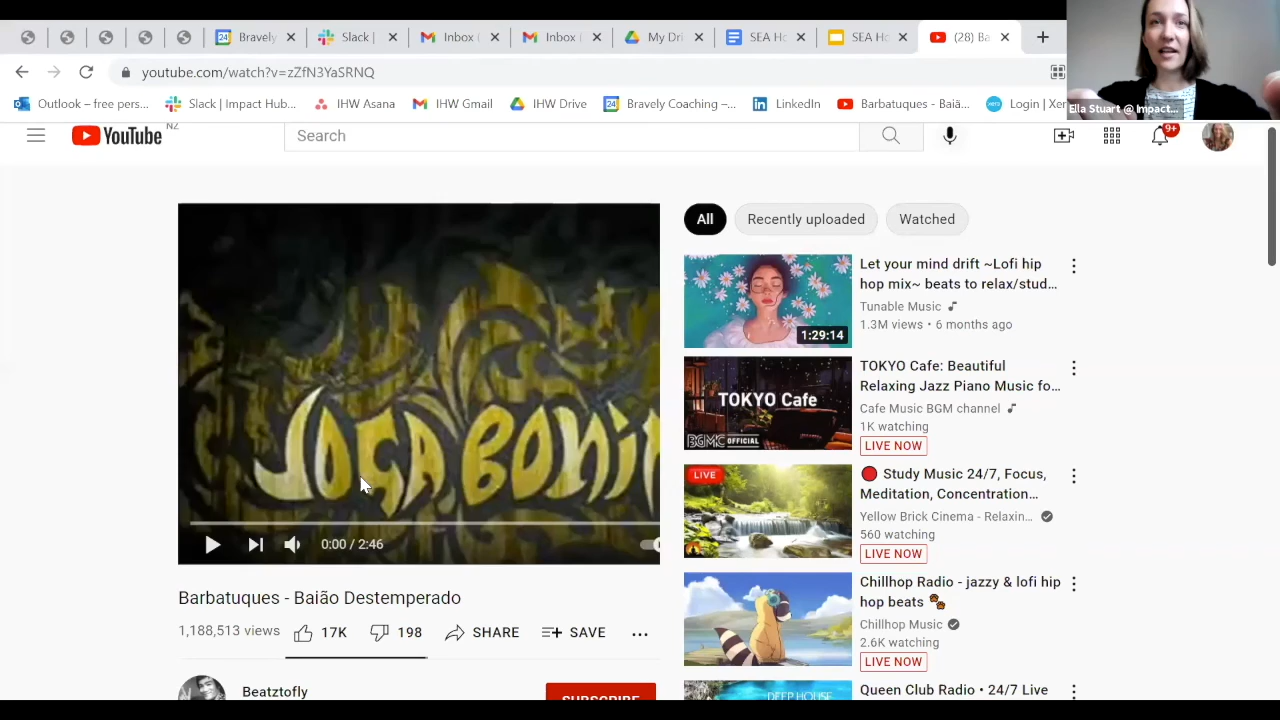 Bravely
Slack |
Inbox (
Inbox (
My Dri
SEA Ho
SEA Ho
(28) Ba
youtube.com/watch?v=zZfN3YaSRNQ
Outlook – free pers...
Slack | Impact Hub...
IHW Asana
IHW Gmail
IHW Drive
Bravely Coaching –...
LinkedIn
Barbatuques - Baiã...
Login | Xer
Ella Stuart @ Impact...
YouTube NZ
Search
9+
All
Recently uploaded
Watched
JOGA BONI
0:00 / 2:46
Barbatuques - Baião Destemperado
1,188,513 views
17K
198
SHARE
SAVE
Beatztofly
SUBSCRIBE
Let your mind drift ~Lofi hip
hop mix~ beats to relax/stud...
Tunable Music
1.3M views • 6 months ago
1:29:14
TOKYO Cafe: Beautiful
Relaxing Jazz Piano Music fo...
Cafe Music BGM channel
1K watching
LIVE NOW
TOKYO Cafe
BGMC OFFICIAL
LIVE
Study Music 24/7, Focus,
Meditation, Concentration...
Yellow Brick Cinema - Relaxin...
560 watching
LIVE NOW
Chillhop Radio - jazzy & lofi hip
hop beats
Chillhop Music
2.6K watching
LIVE NOW
DEEP HOUSE
Queen Club Radio • 24/7 Live